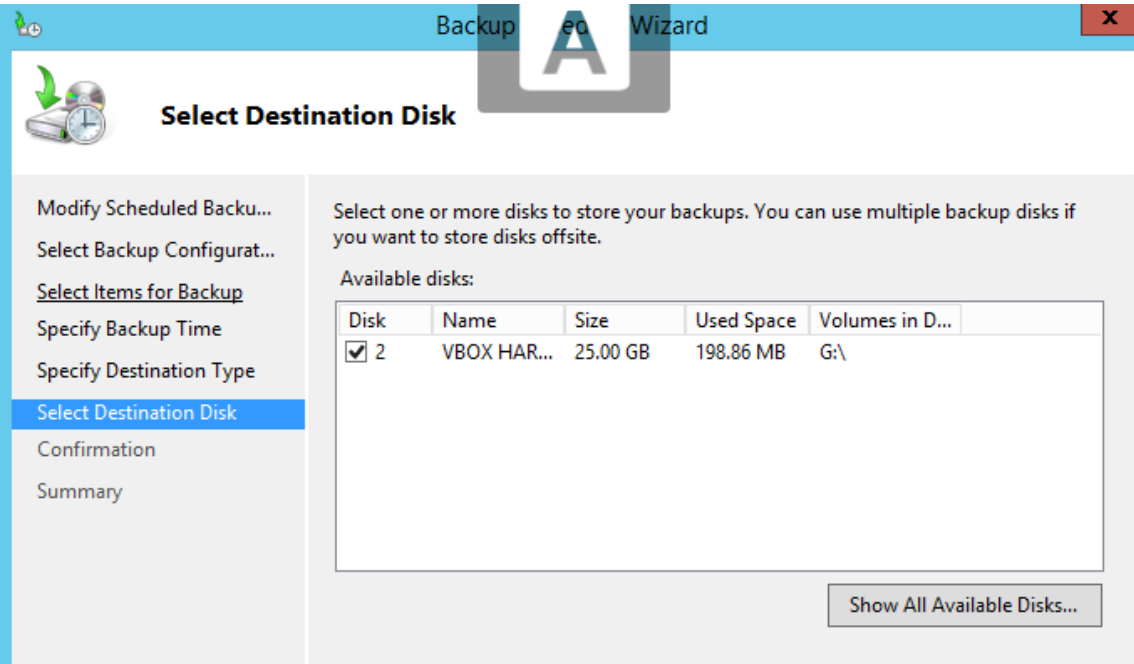 Backup Wizard
x
A
Select Destination Disk
Modify Scheduled Backu...
Select Backup Configurat...
Select Items for Backup
Specify Backup Time
Specify Destination Type
Select Destination Disk
Confirmation
Summary
Select one or more disks to store your backups. You can use multiple backup disks if
you want to store disks offsite.
Available disks:
Disk Name Size Used Space Volumes in D...
2 VBOX HAR... 25.00 GB 198.86 MB G:\
Show All Available Disks...